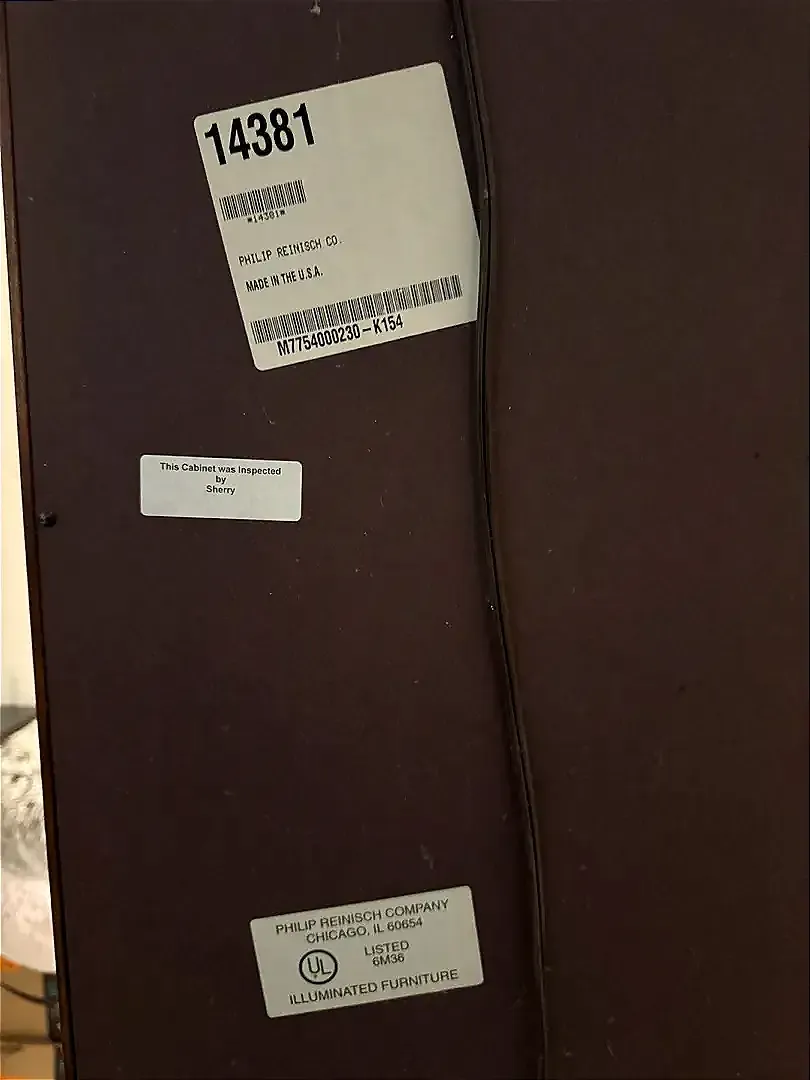 14381
*14381*
PHILIP REINISCH CO.
MADE IN THE U.S.A.
M7754000230-K154
This Cabinet was Inspected
by
Sherry
PHILIP REINISCH COMPANY
CHICAGO, IL 60654
UL
LISTED
6M36
ILLUMINATED FURNITURE